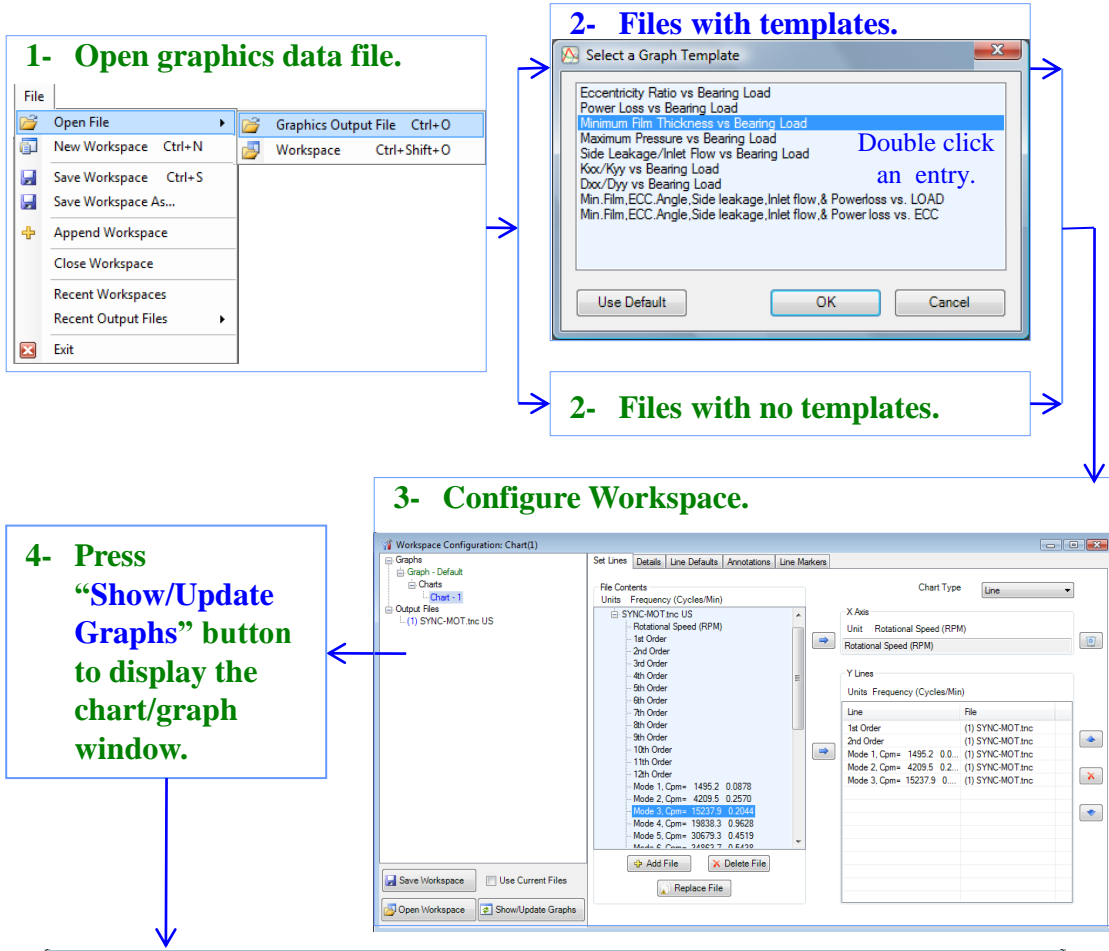 1- Open graphics data file.
File
Open File
New Workspace Ctrl+N
Save Workspace Ctrl+S
Save Workspace As...
Append Workspace
Close Workspace
Recent Workspaces
Recent Output Files
Exit
Graphics Output File Ctrl+O
Workspace Ctrl+Shift+O
2- Files with templates.
Select a Graph Template
Eccentricity Ratio vs Bearing Load
Power Loss vs Bearing Load
Minimum Film Thickness vs Bearing Load
Maximum Pressure vs Bearing Load
Side Leakage/Inlet Flow vs Bearing Load
Kxx/Kyy vs Bearing Load
Dxx/Dyy vs Bearing Load
Min.Film,ECC.Angle,Side leakage,Inlet flow,& Powerloss vs. LOAD
Min.Film,ECC.Angle,Side leakage,Inlet flow,& Power loss vs. ECC
Double click
an entry.
Use Default
OK
Cancel
2- Files with no templates.
3- Configure Workspace.
Workspace Configuration: Chart(1)
Graphs
Graph - Default
Charts
Chart - 1
Output Files
(1) SYNC-MOT.tnc US
Save Workspace
Use Current Files
Open Workspace
Show/Update Graphs
Set Lines Details Line Defaults Annotations Line Markers
File Contents
Units Frequency (Cycles/Min)
SYNC-MOT.tnc US
Rotational Speed (RPM)
1st Order
2nd Order
3rd Order
4th Order
5th Order
6th Order
7th Order
8th Order
9th Order
10th Order
11th Order
12th Order
Mode 1, Cpm= 1495.2 0.0878
Mode 2, Cpm= 4209.5 0.2570
Mode 3, Cpm= 15237.9 0.2044
Mode 4, Cpm= 19838.3 0.9628
Mode 5, Cpm= 30679.3 0.4519
Mode 6, Cpm= 34863.7 0.5438
Add File
Delete File
Replace File
Chart Type Line
X Axis
Unit Rotational Speed (RPM)
Rotational Speed (RPM)
Y Lines
Units Frequency (Cycles/Min)
Line File
1st Order (1) SYNC-MOT.tnc
2nd Order (1) SYNC-MOT.tnc
Mode 1, Cpm= 1495.2 0.0... (1) SYNC-MOT.tnc
Mode 2, Cpm= 4209.5 0.2... (1) SYNC-MOT.tnc
Mode 3, Cpm= 15237.9 0.... (1) SYNC-MOT.tnc
4- Press
“Show/Update
Graphs” button
to display the
chart/graph
window.